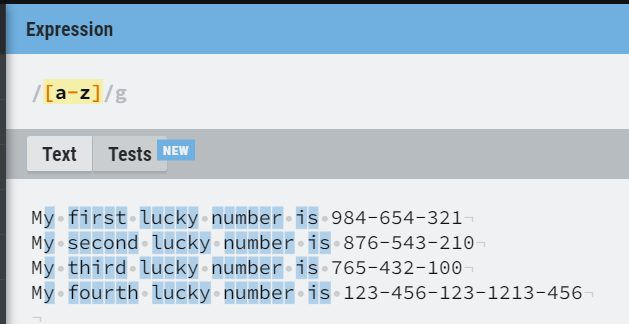 Expression
/[a-z]/g
Text Tests NEW
My first lucky number is 984-654-321
My second lucky number is 876-543-210
My third lucky number is 765-432-100
My fourth lucky number is 123-456-123-1213-456